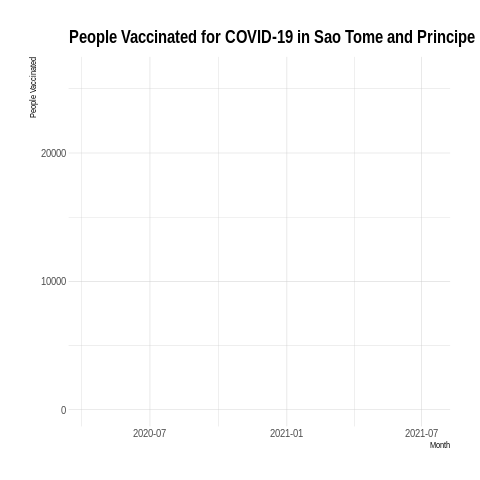 People Vaccinated for COVID-19 in Sao Tome and Principe
People Vaccinated
20000
10000
0
2020-07
2021-01
2021-07
Month